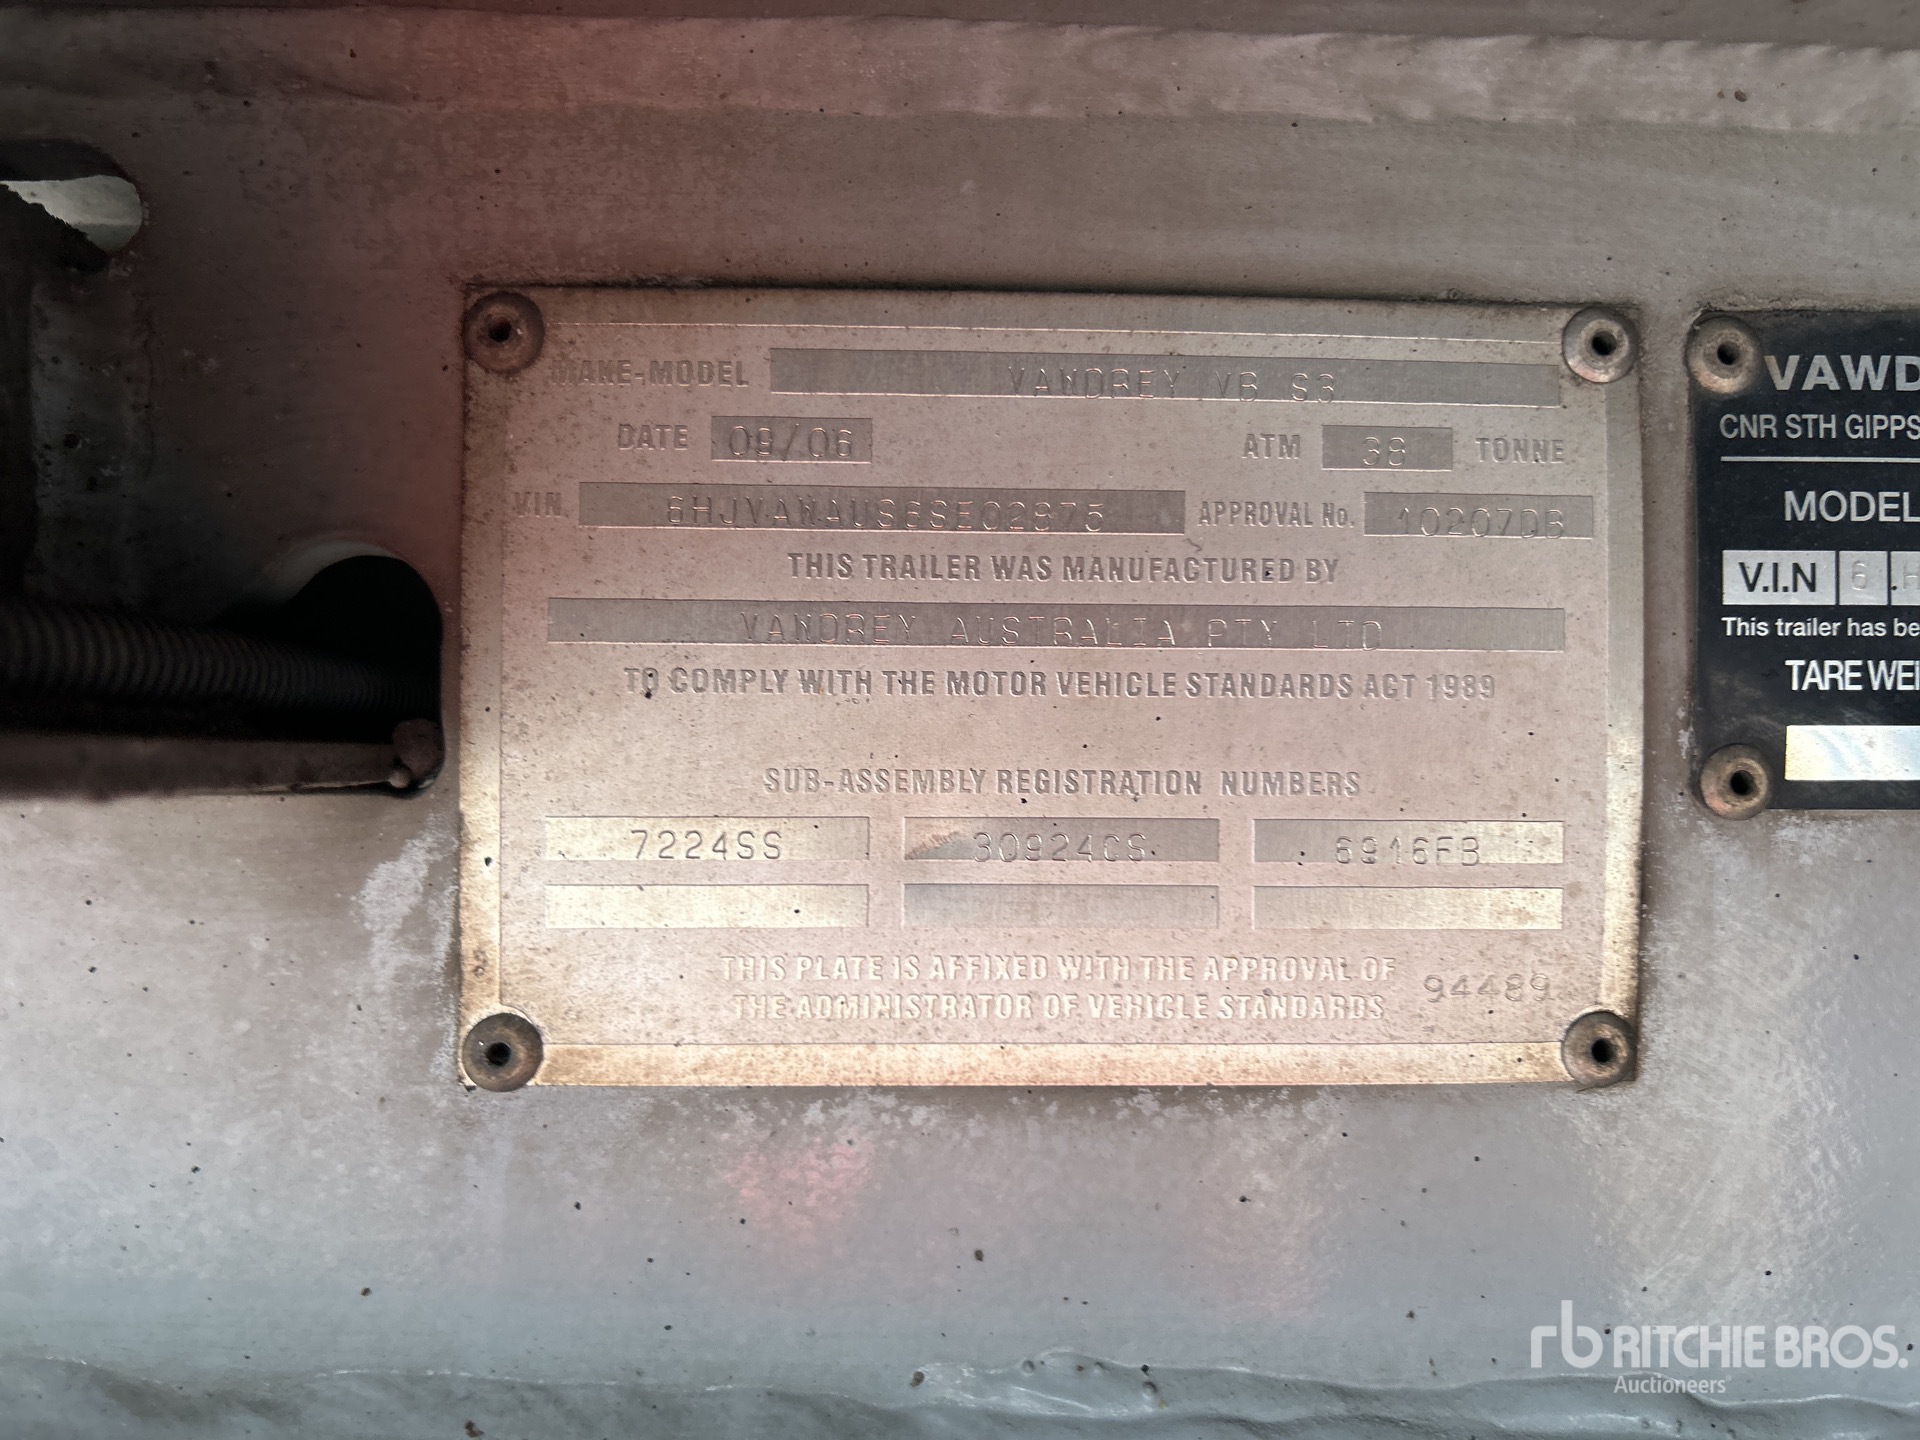 MAKE-MODEL VAWDREY VB S3
DATE 09/06 ATM 38 TONNE
VIN. 6HJVAWAUS6SE02875 APPROVAL No. 10207DB
THIS TRAILER WAS MANUFACTURED BY
VAWDREY AUSTRALIA PTY LTD
TO COMPLY WITH THE MOTOR VEHICLE STANDARDS ACT 1989
SUB-ASSEMBLY REGISTRATION NUMBERS
7224SS 30924CS 6916FB
THIS PLATE IS AFFIXED WITH THE APPROVAL OF
THE ADMINISTRATOR OF VEHICLE STANDARDS
94489
VAWD
CNR STH GIPPS
MODEL
V.I.N 6 H
This trailer has be
TARE WEI
rb RITCHIE BROS.
Auctioneers